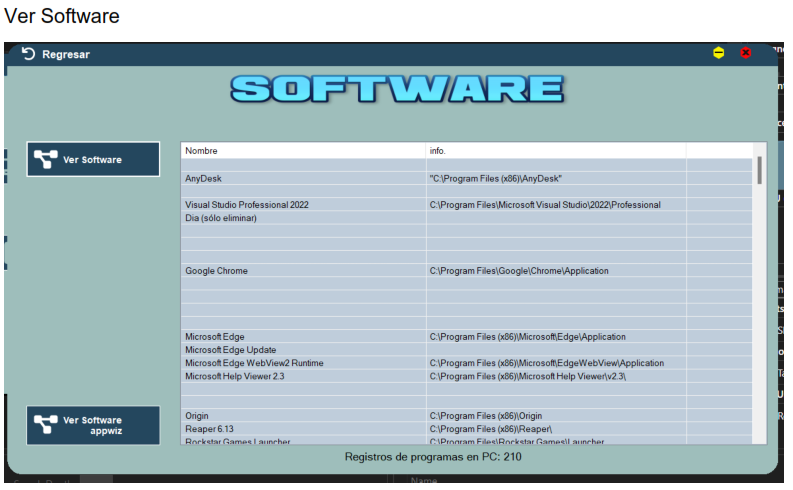 Ver Software
Regresar
SOFTWARE
Ver Software
Nombre info.
AnyDesk "C:\Program Files (x86)\AnyDesk"
Visual Studio Professional 2022 C:\Program Files\Microsoft Visual Studio\2022\Professional
Dia (sólo eliminar)
Google Chrome C:\Program Files\Google\Chrome\Application
Microsoft Edge C:\Program Files (x86)\Microsoft\Edge\Application
Microsoft Edge Update
Microsoft Edge WebView2 Runtime C:\Program Files (x86)\Microsoft\EdgeWebView\Application
Microsoft Help Viewer 2.3 C:\Program Files (x86)\Microsoft Help Viewer\v2.3\
Origin C:\Program Files (x86)\Origin
Reaper 6.13 C:\Program Files (x86)\Reaper\
Rockstar Games Launcher C:\Program Files\Rockstar Games\Launcher
Ver Software
appwiz
Registros de programas en PC: 210
Name